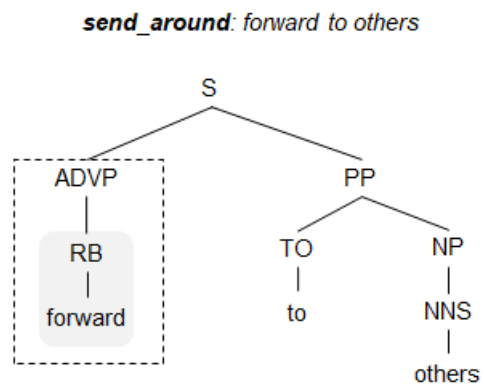 send_around: forward to others
S
ADVP PP
RB TO NP
forward to NNS
others